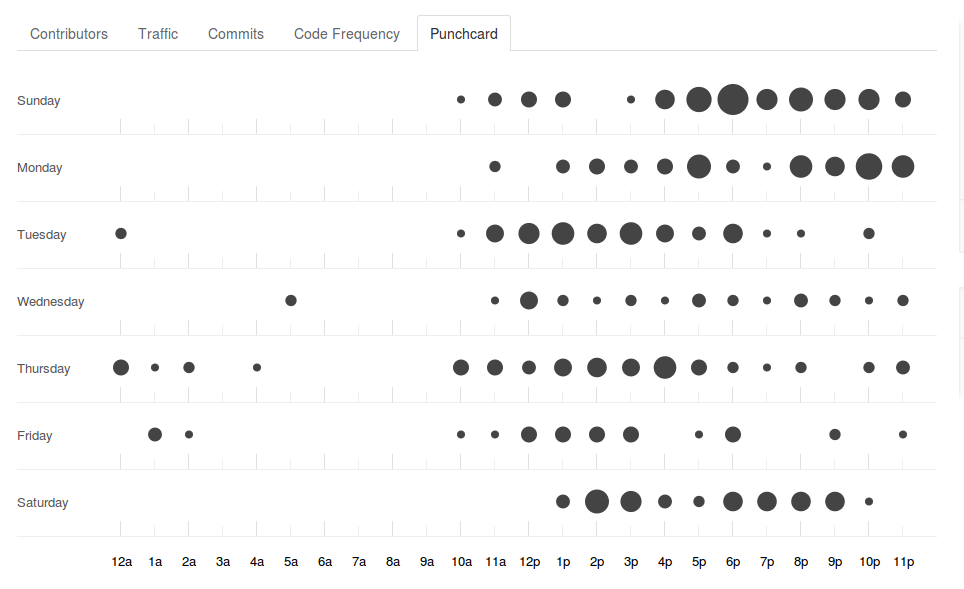 Contributors Traffic Commits Code Frequency Punchcard
Sunday
Monday
Tuesday
Wednesday
Thursday
Friday
Saturday
12a 1a 2a 3a 4a 5a 6a 7a 8a 9a 10a 11a 12p 1p 2p 3p 4p 5p 6p 7p 8p 9p 10p 11p